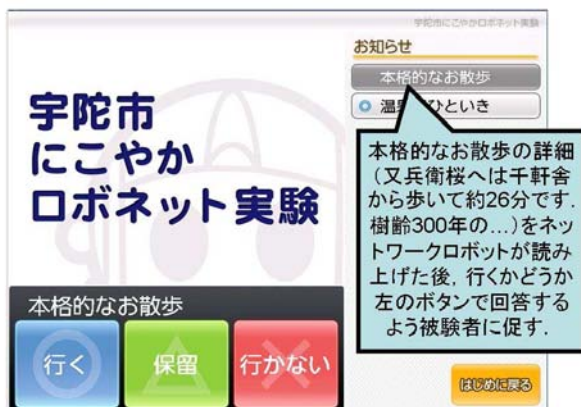 宇陀市にこやかロボネット実験
宇陀市
にこやか
ロボネット実験
お知らせ
本格的なお散歩
ひといき
本格的なお散歩の詳細
(又兵衛桜へは千軒舎
から歩いて約26分です.
樹齢300年の...)をネッ
トワークロボットが読み
上げた後, 行くかどうか
左のボタンで回答する
よう被験者に促す.
本格的なお散歩
行く
保留
行かない
はじめに戻る